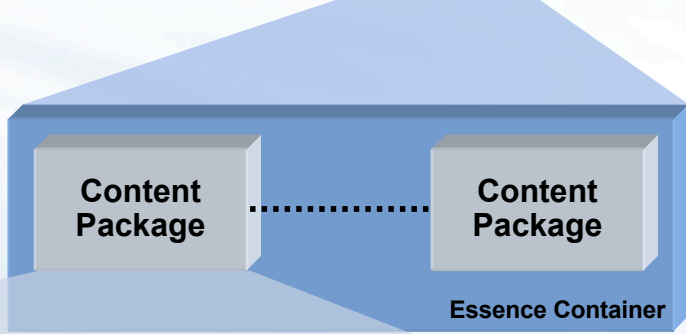 Content
Package
Content
Package
Essence Container